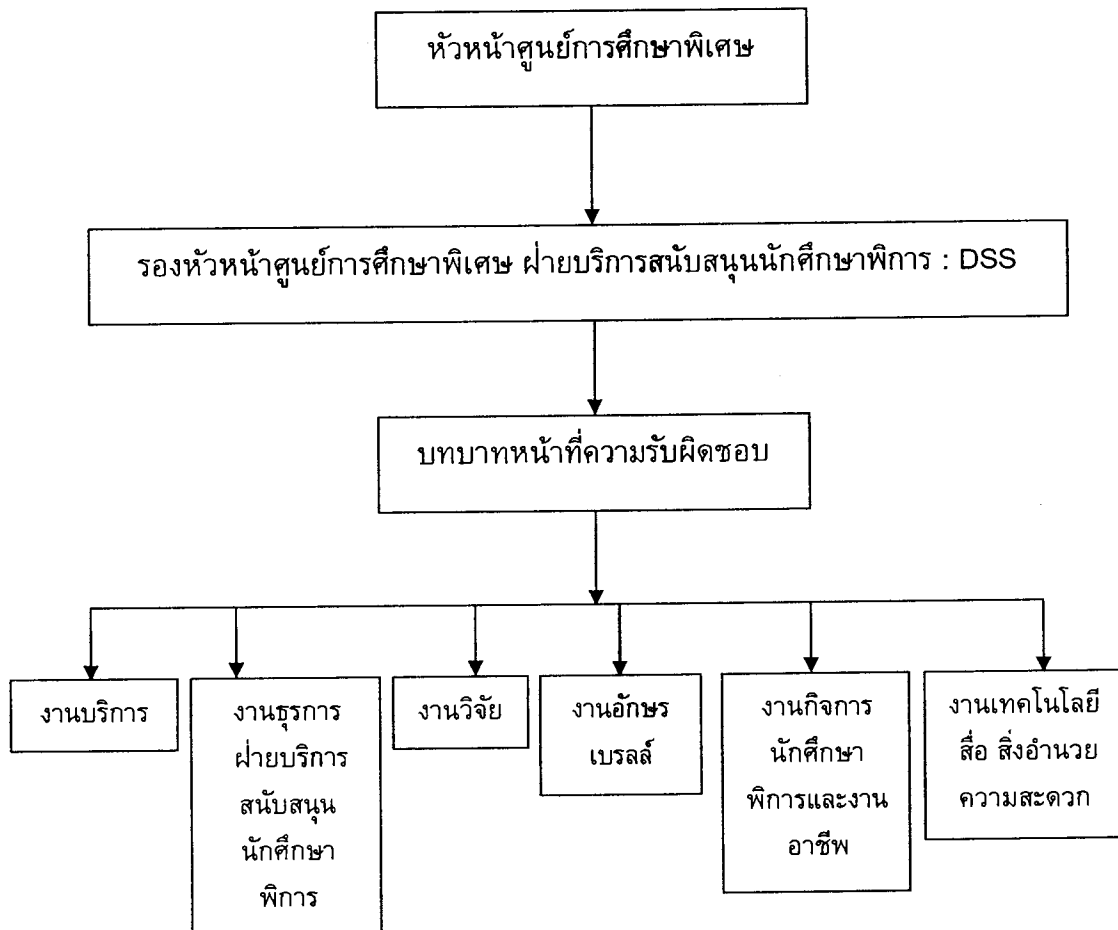 หัวหน้าศูนย์การศึกษาพิเศษ
รองหัวหน้าศูนย์การศึกษาพิเศษ ฝ่ายบริการสนับสนุนนักศึกษาพิการ : DSS
บทบาทหน้าที่ความรับผิดชอบ
งานบริการ
งานธุรการ
ฝ่ายบริการ
สนับสนุน
นักศึกษา
พิการ
งานวิจัย
งานอักษร
เบรลล์
งานกิจการ
นักศึกษา
พิการและงาน
อาชีพ
งานเทคโนโลยี
สื่อ สิ่งอำนวย
ความสะดวก